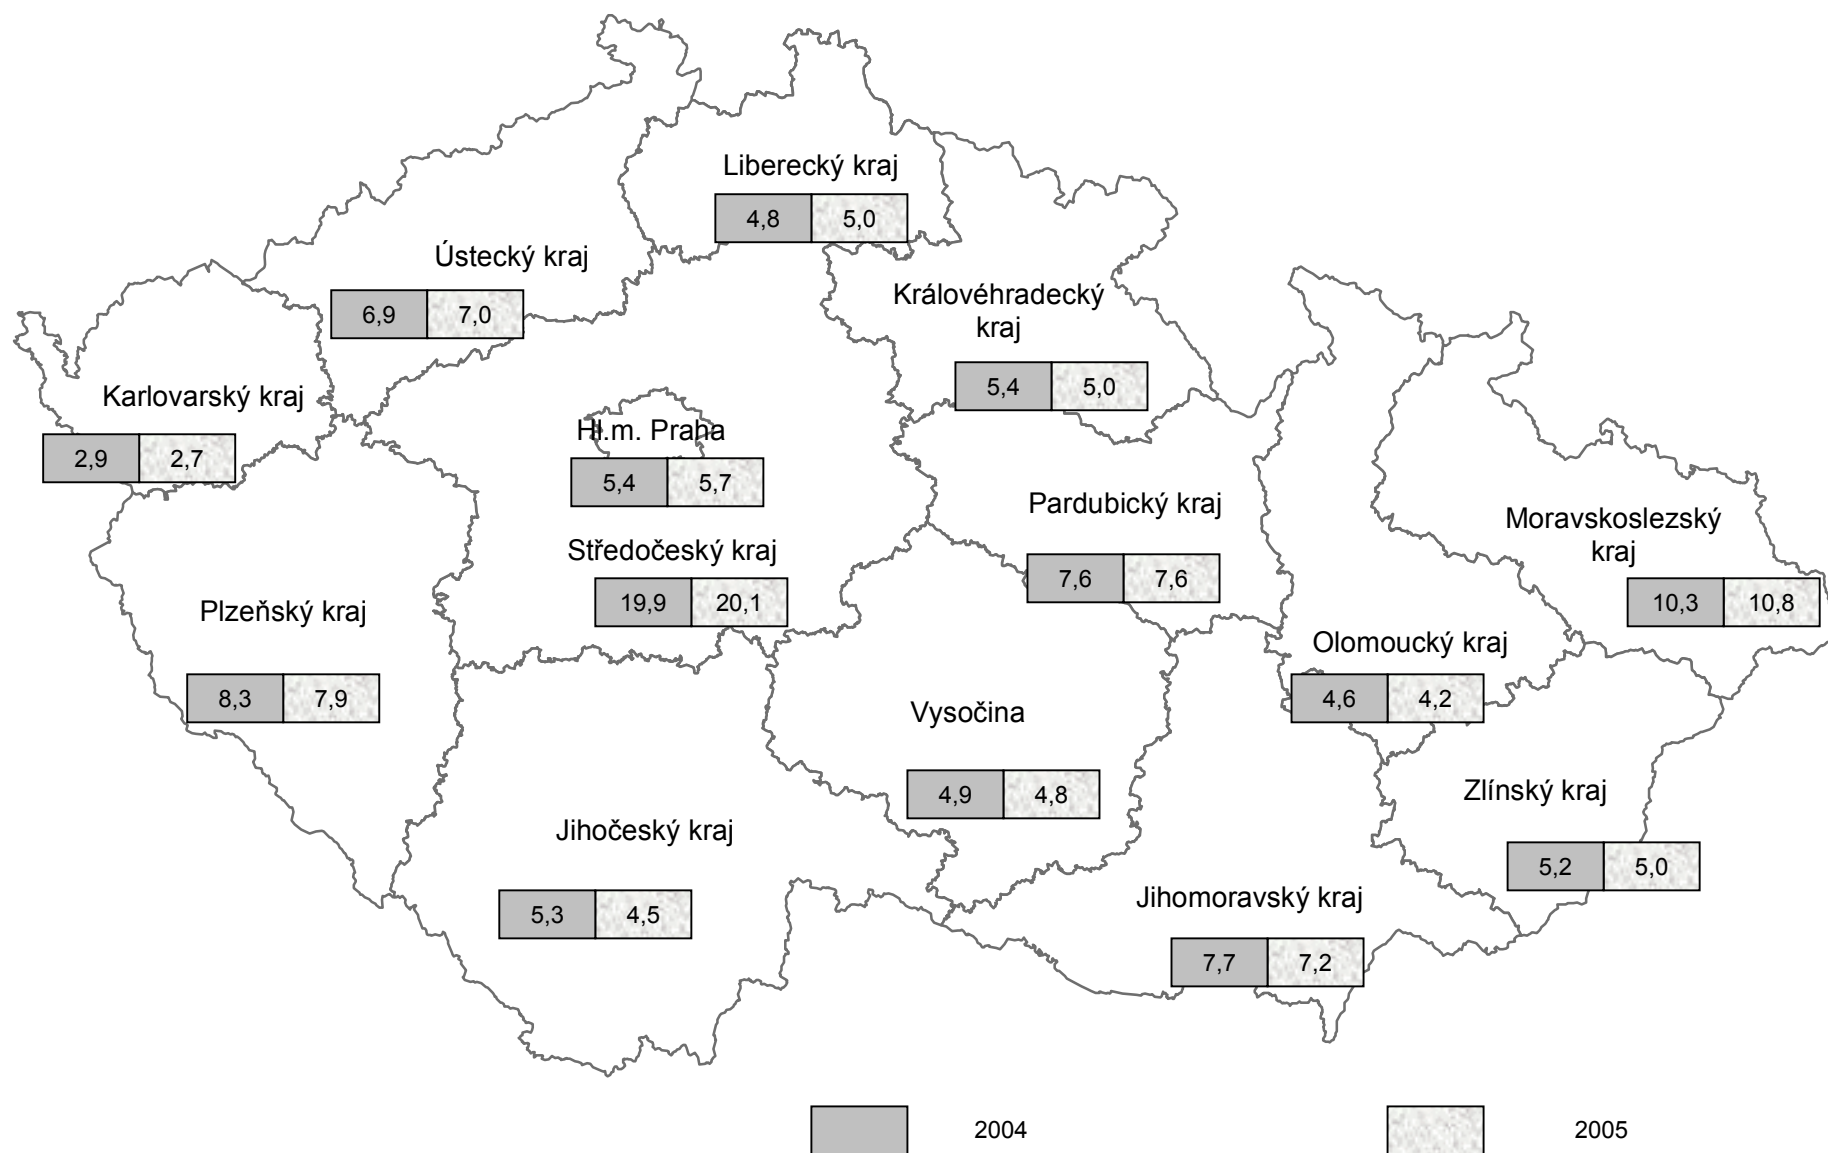 Liberecký kraj
4,8 5,0
Ústecký kraj
6,9 7,0
Královéhradecký
kraj
5,4 5,0
Karlovarský kraj
2,9 2,7
Hl.m. Praha
5,4 5,7
Pardubický kraj
7,6 7,6
Moravskoslezský
kraj
10,3 10,8
Středočeský kraj
19,9 20,1
Plzeňský kraj
8,3 7,9
Olomoucký kraj
4,6 4,2
Vysočina
4,9 4,8
Zlínský kraj
5,2 5,0
Jihočeský kraj
5,3 4,5
Jihomoravský kraj
7,7 7,2
2004 2005